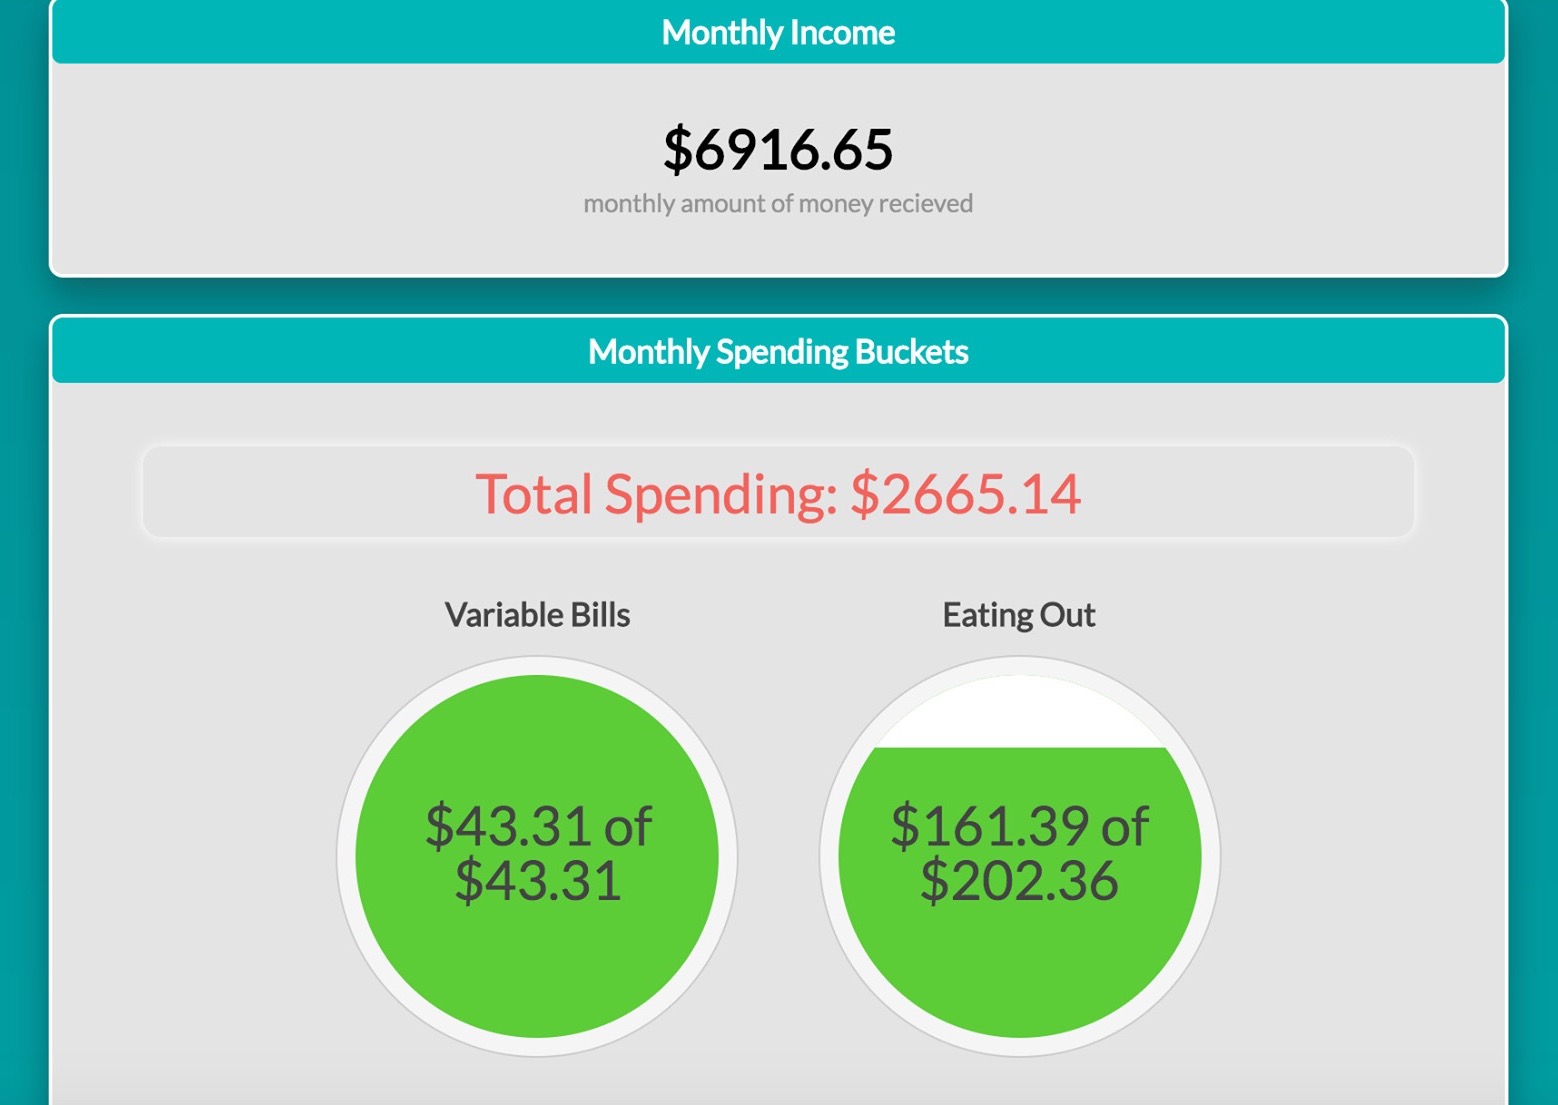 Monthly Income
$6916.65
monthly amount of money recieved
Monthly Spending Buckets
Total Spending: $2665.14
Variable Bills
$43.31 of
$43.31
Eating Out
$161.39 of
$202.36